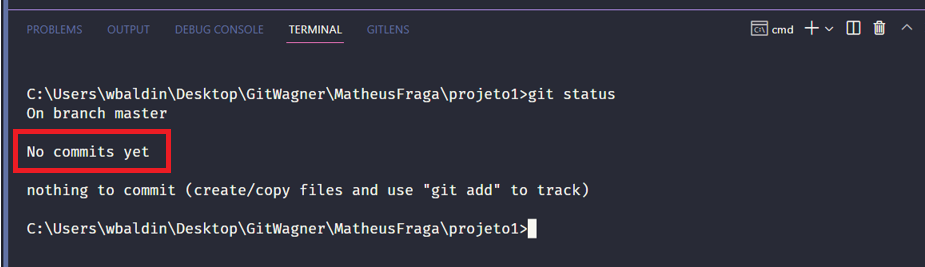 PROBLEMS OUTPUT DEBUG CONSOLE TERMINAL GITLENS cmd
C:\Users\wbaldin\Desktop\GitWagner\MatheusFraga\projeto1>git status
On branch master
No commits yet
nothing to commit (create/copy files and use "git add" to track)
C:\Users\wbaldin\Desktop\GitWagner\MatheusFraga\projeto1>